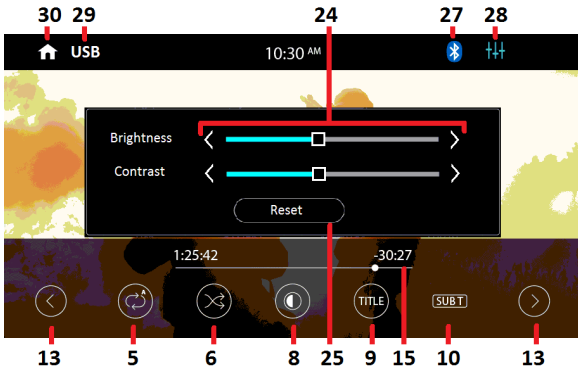 30 29 24 27 28
USB 10:30 AM
Brightness
Contrast
Reset
1:25:42 -30:27
A TITLE SUBT
13 5 6 8 25 9 15 10 13